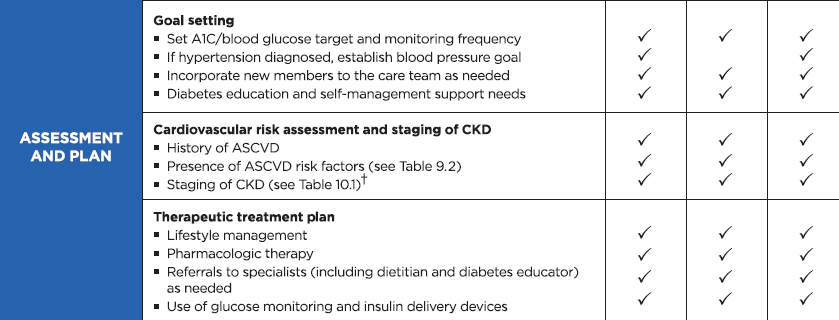 Goal setting
▪ Set A1C/blood glucose target and monitoring frequency ✓ ✓ ✓
▪ If hypertension diagnosed, establish blood pressure goal ✓ ✓
▪ Incorporate new members to the care team as needed ✓ ✓ ✓
▪ Diabetes education and self-management support needs ✓ ✓ ✓
ASSESSMENT
AND PLAN
Cardiovascular risk assessment and staging of CKD
▪ History of ASCVD ✓ ✓ ✓
▪ Presence of ASCVD risk factors (see Table 9.2) ✓ ✓ ✓
▪ Staging of CKD (see Table 10.1)† ✓ ✓ ✓
Therapeutic treatment plan
▪ Lifestyle management ✓ ✓ ✓
▪ Pharmacologic therapy ✓ ✓ ✓
▪ Referrals to specialists (including dietitian and diabetes educator) ✓ ✓ ✓
as needed
▪ Use of glucose monitoring and insulin delivery devices ✓ ✓ ✓